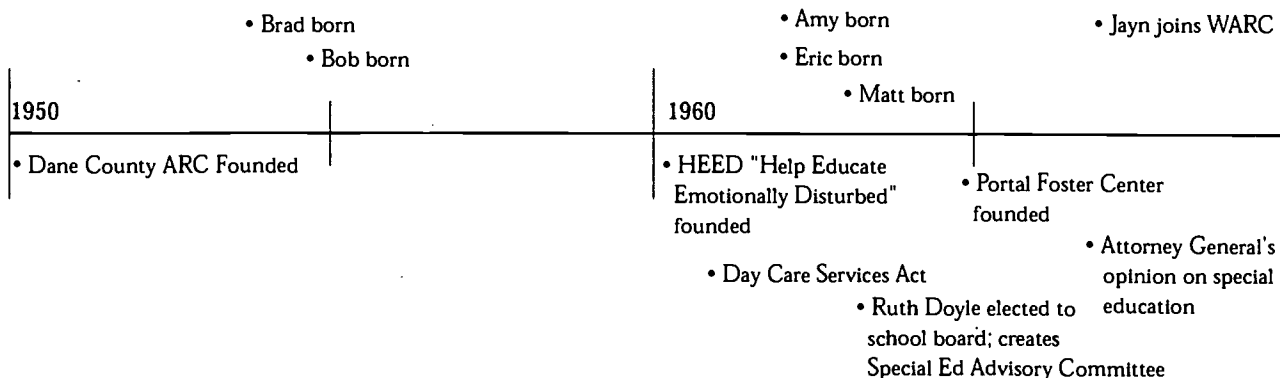 • Brad born
• Bob born
• Amy born
• Eric born
• Matt born
• Jayn joins WARC
1950
1960
• Dane County ARC Founded
• HEED "Help Educate
Emotionally Disturbed"
founded
• Portal Foster Center
founded
• Day Care Services Act
• Ruth Doyle elected to
school board; creates
Special Ed Advisory Committee
• Attorney General's
opinion on special
education